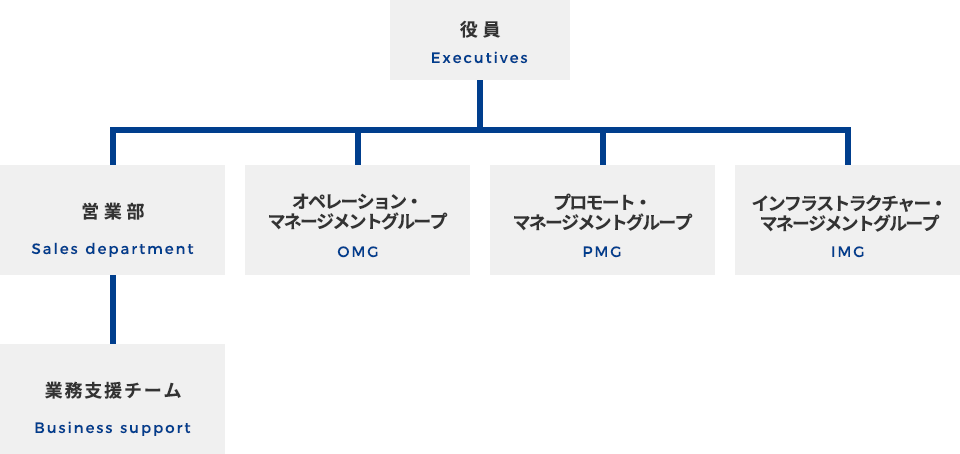 役員
Executives
営業部
Sales department
オペレーション・
マネージメントグループ
OMG
プロモート・
マネージメントグループ
PMG
インフラストラクチャー・
マネージメントグループ
IMG
業務支援チーム
Business support